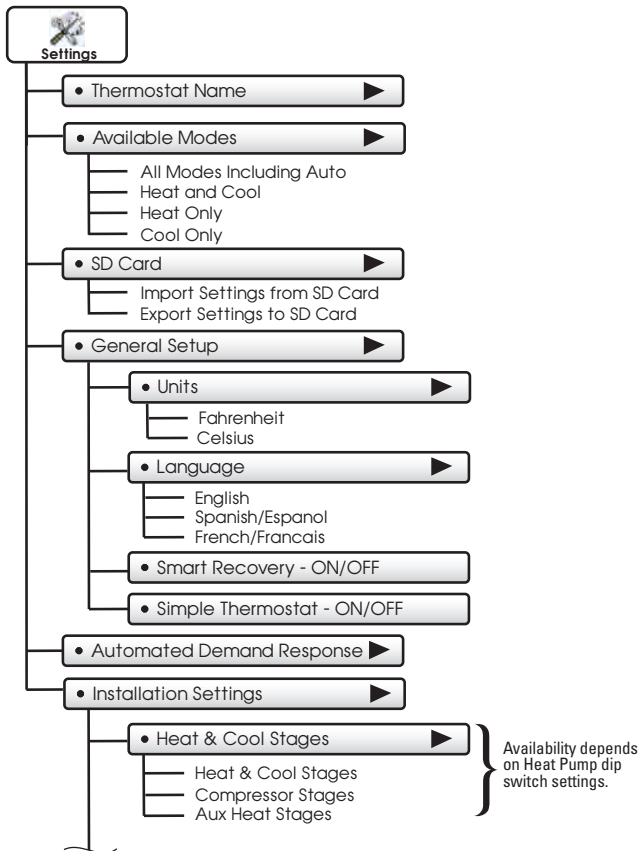 Settings
• Thermostat Name
• Available Modes
All Modes Including Auto
Heat and Cool
Heat Only
Cool Only
• SD Card
Import Settings from SD Card
Export Settings to SD Card
• General Setup
• Units
Fahrenheit
Celsius
• Language
English
Spanish/Espanol
French/Francais
• Smart Recovery - ON/OFF
• Simple Thermostat - ON/OFF
• Automated Demand Response
• Installation Settings
• Heat & Cool Stages
Heat & Cool Stages
Compressor Stages
Aux Heat Stages
Availability depends
on Heat Pump dip
switch settings.